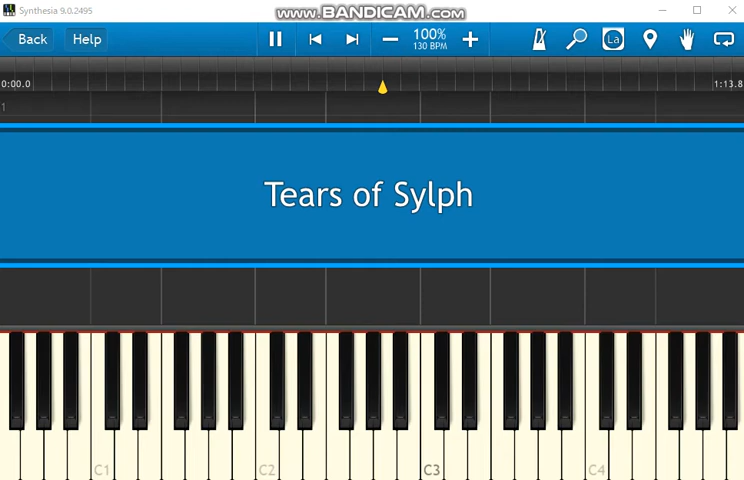 Synthesia 9.0.2495
www.BANDICAM.com
Back
Help
100%
130 BPM
La
0:00.0
1:13.8
1
Tears of Sylph
C1
C2
C3
C4